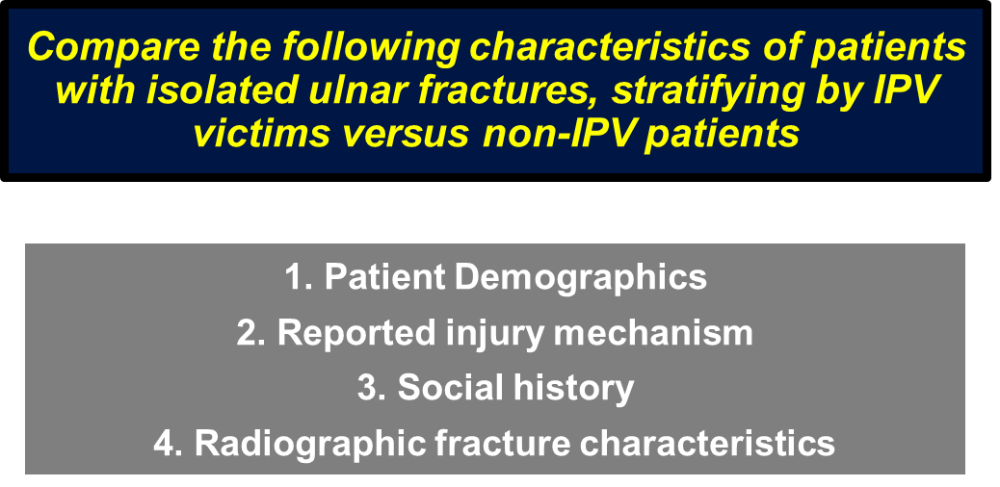 Compare the following characteristics of patients
with isolated ulnar fractures, stratifying by IPV
victims versus non-IPV patients
1. Patient Demographics
2. Reported injury mechanism
3. Social history
4. Radiographic fracture characteristics